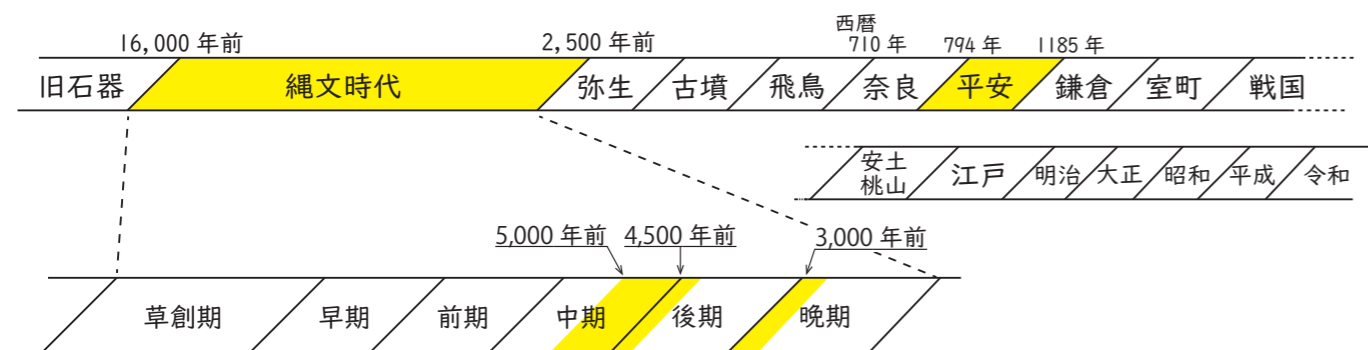 西暦
16,000 年前
2,500 年前
710 年
794 年
1185 年
旧石器
縄文時代
弥生
古墳
飛鳥
奈良
平安
鎌倉
室町
戦国
安土
桃山
江戸
明治
大正
昭和
平成
令和
5,000 年前
4,500 年前
3,000 年前
草創期
早期
前期
中期
後期
晩期